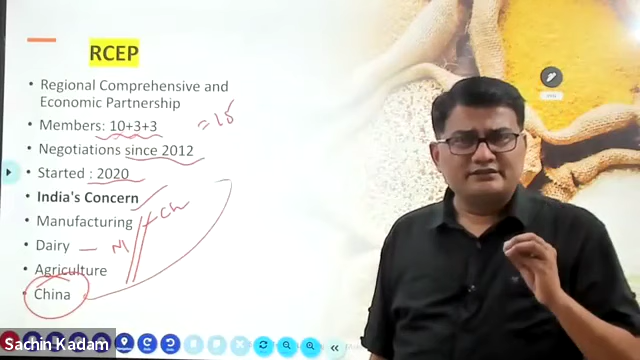 RCEP
• Regional Comprehensive and
Economic Partnership
• Members: 10+3+3 =15
• Negotiations since 2012
• Started : 2020
• India's Concern
• Manufacturing
• Dairy
• Agriculture
• China
Sachin Kadam